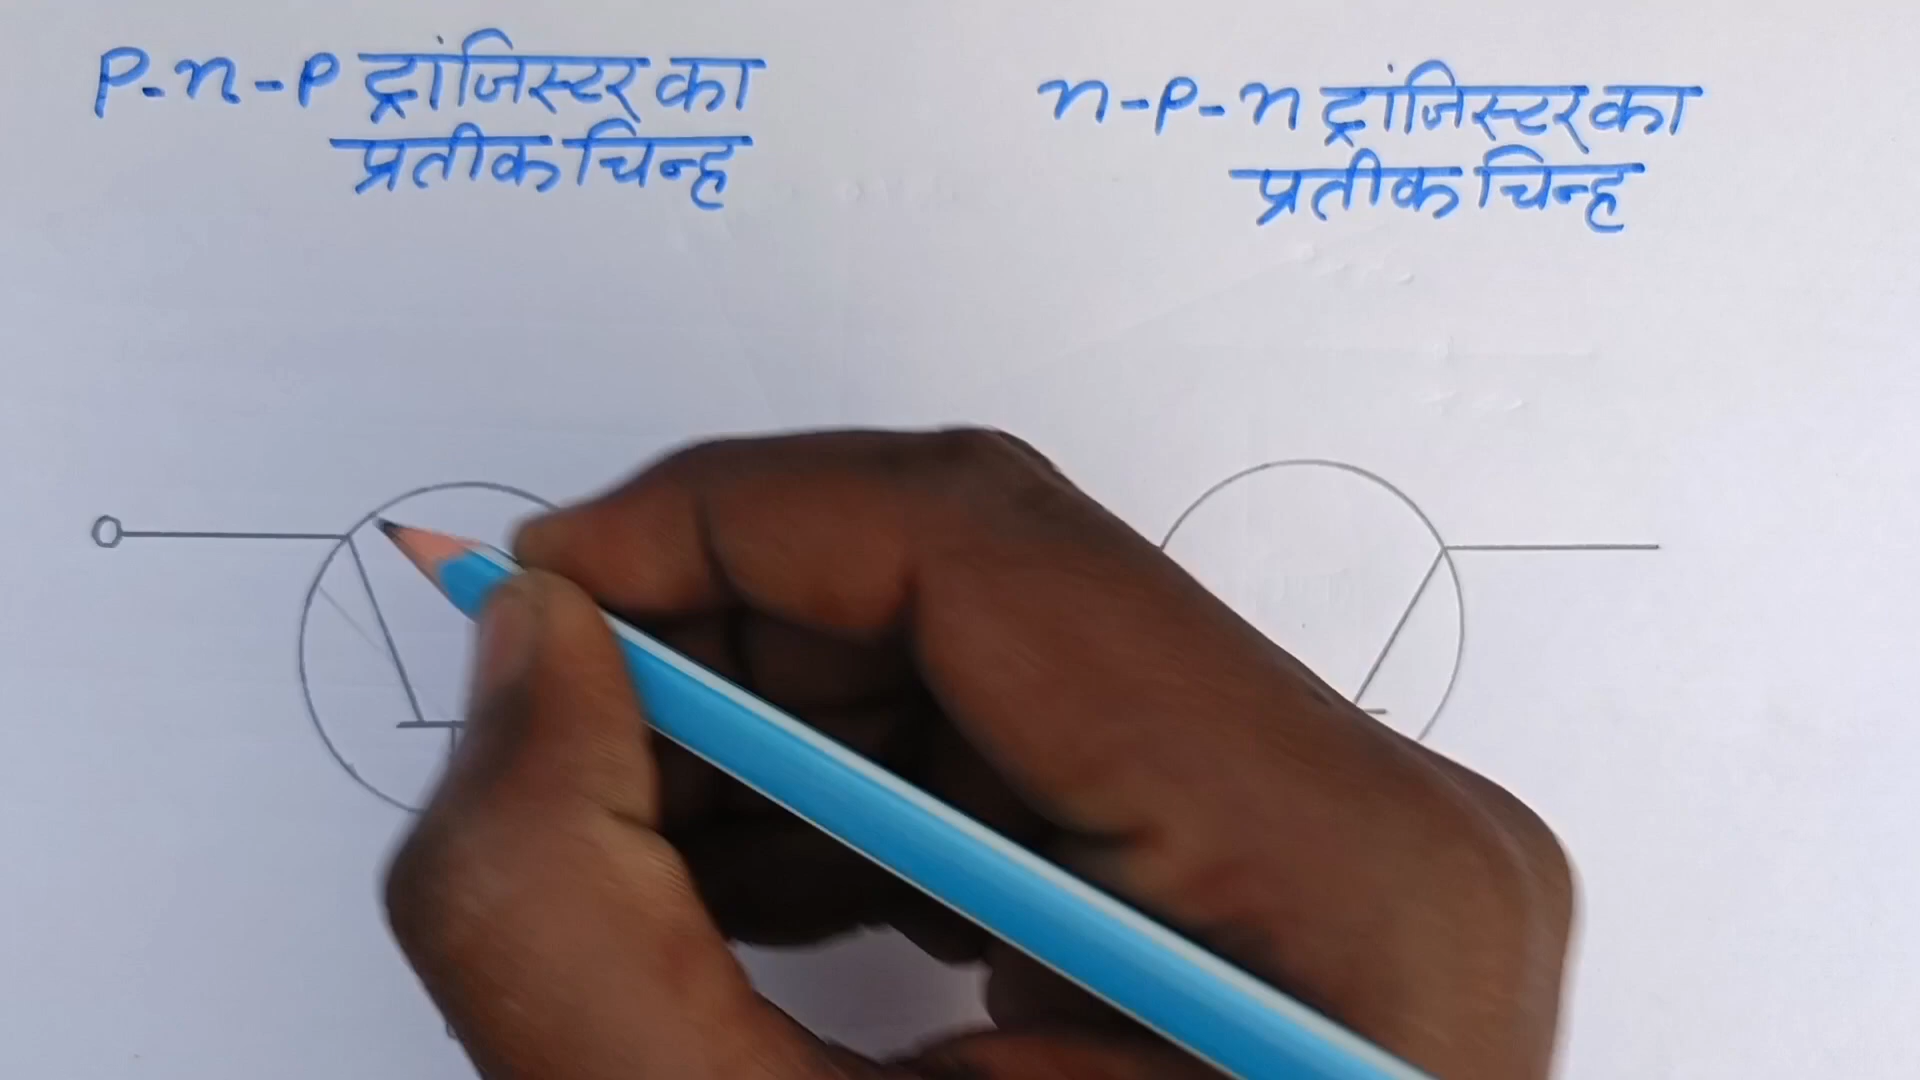 P-n-P ट्रांजिस्टर का
प्रतीक चिन्ह
n-P-n ट्रांजिस्टर का
प्रतीक चिन्ह